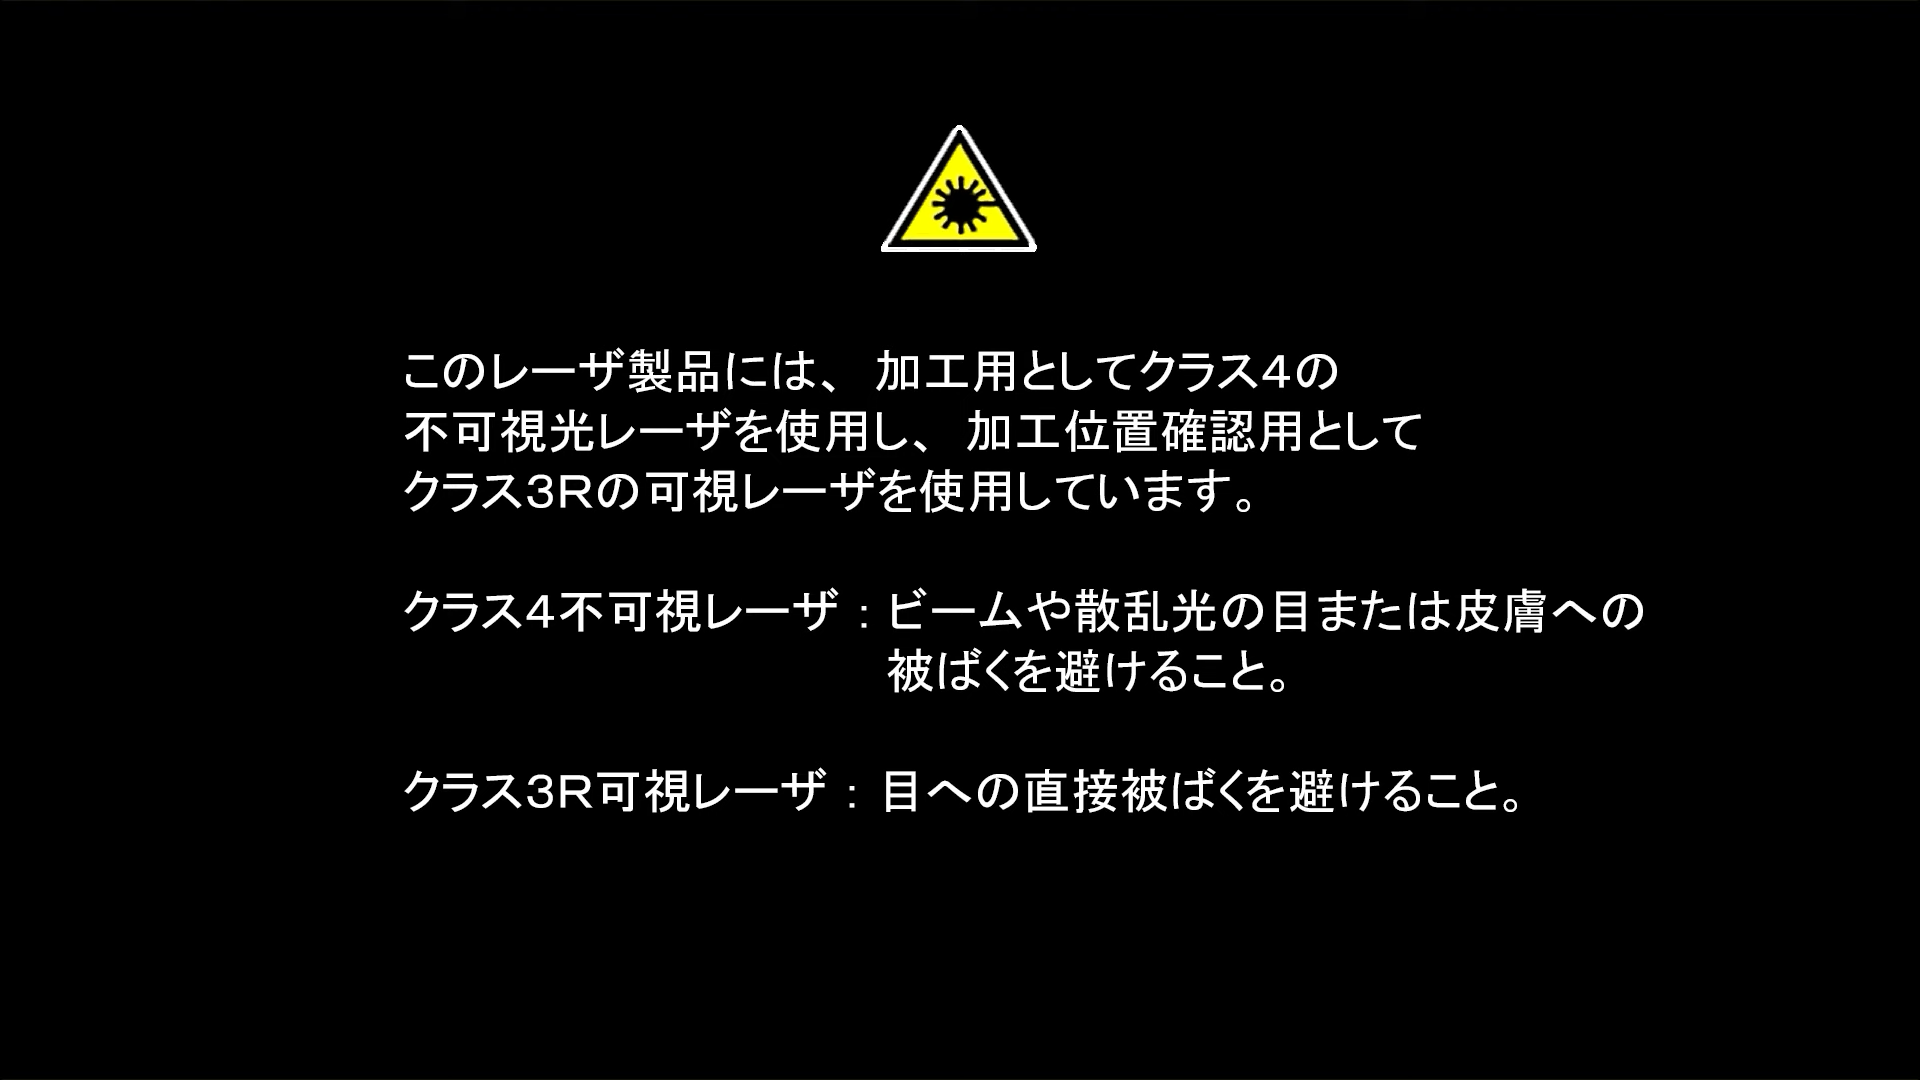 このレーザ製品には、加工用としてクラス４の
不可視光レーザを使用し、加工位置確認用として
クラス３Ｒの可視レーザを使用しています。
クラス４不可視レーザ：ビームや散乱光の目または皮膚への
被ばくを避けること。
クラス３Ｒ可視レーザ：目への直接被ばくを避けること。